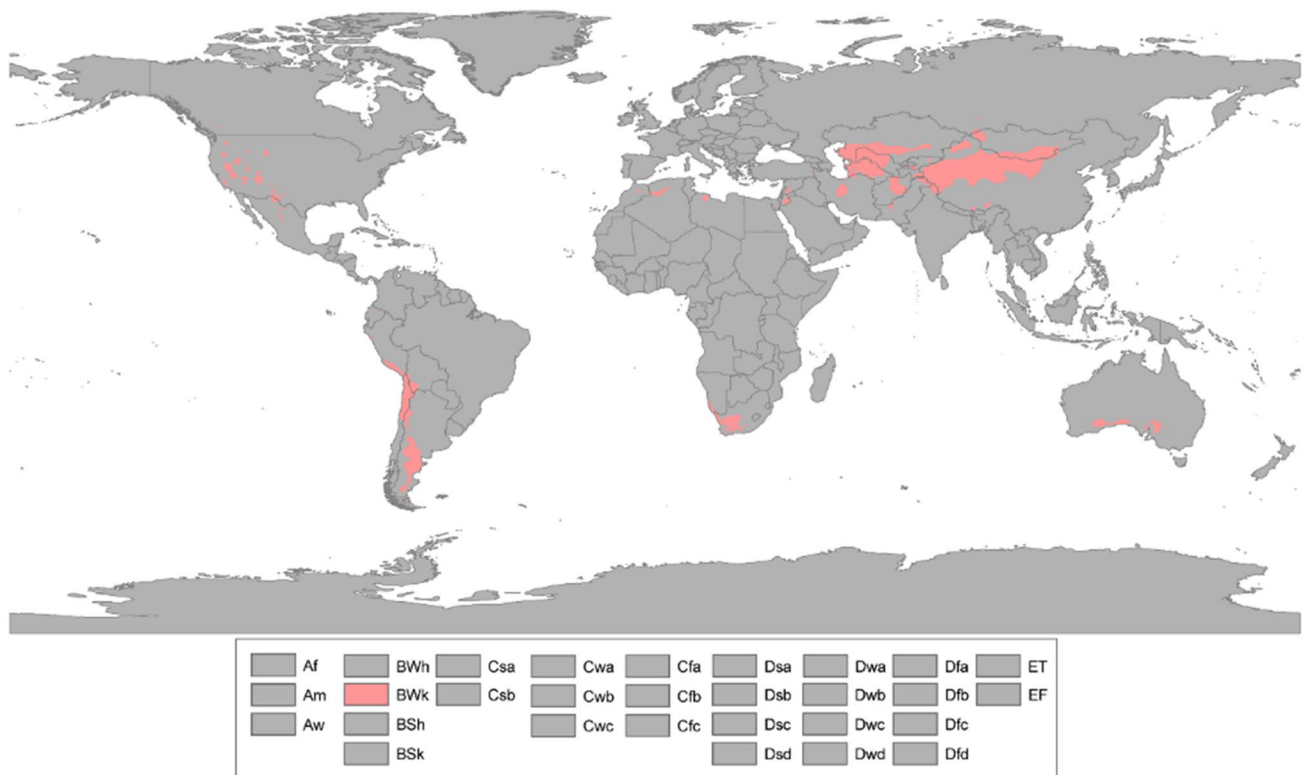 Af BWh Csa Cwa Cfa Dsa Dwa Dfa ET
Am BWk Csb Cwb Cfb Dsb Dwb Dfb EF
Aw BSh Cwc Cfc Dsc Dwc Dfc
BSk Dsd Dwd Dfd